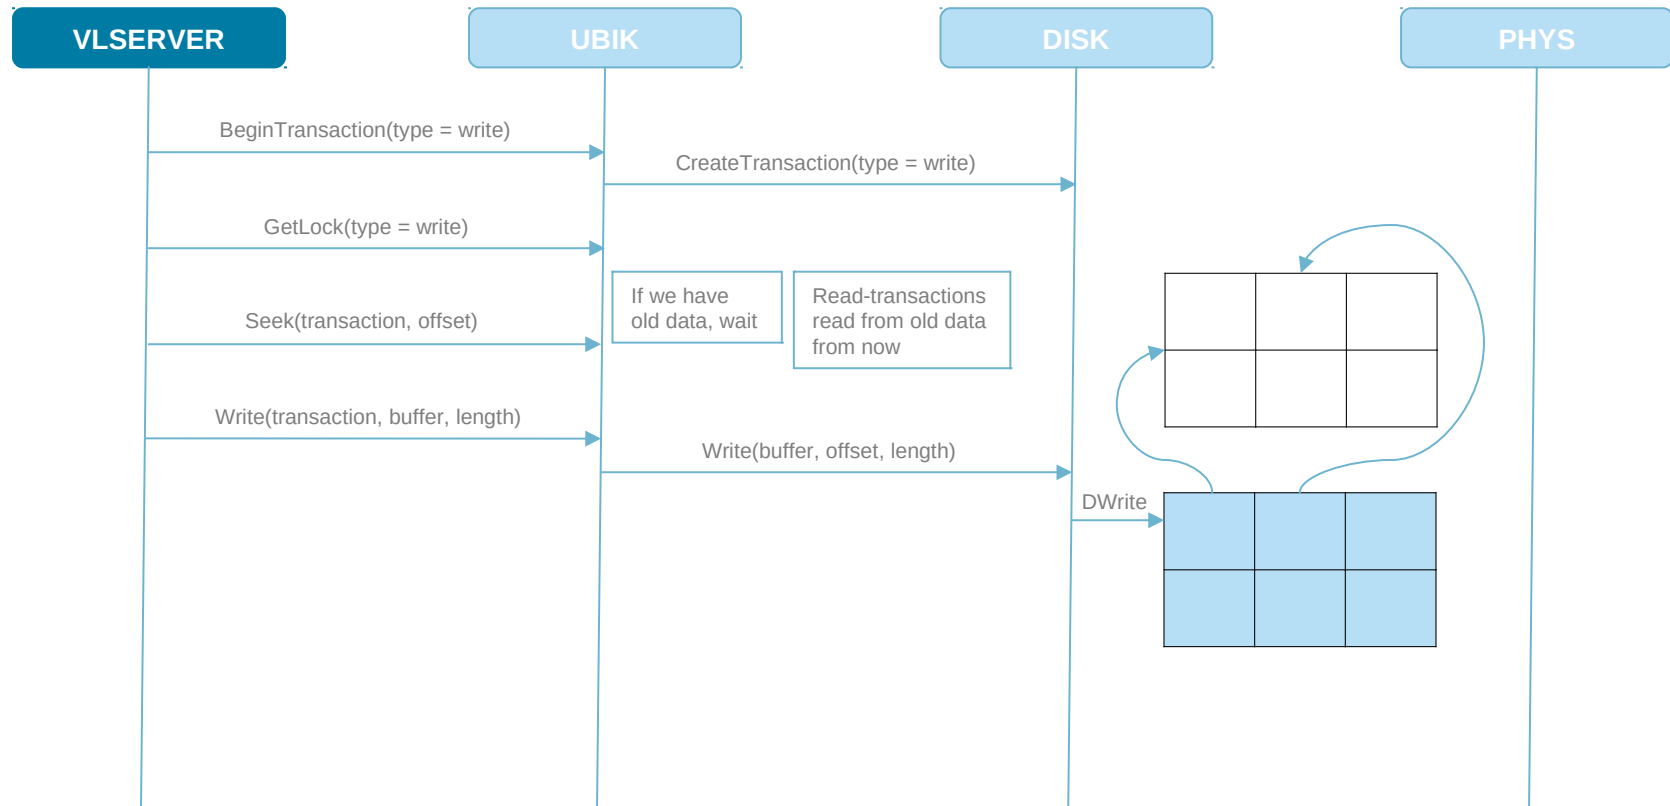 VLSERVER
UBIK
DISK
PHYS
BeginTransaction(type = write)
CreateTransaction(type = write)
GetLock(type = write)
If we have
old data, wait
Read-transactions
read from old data
from now
Seek(transaction, offset)
Write(transaction, buffer, length)
Write(buffer, offset, length)
DWrite